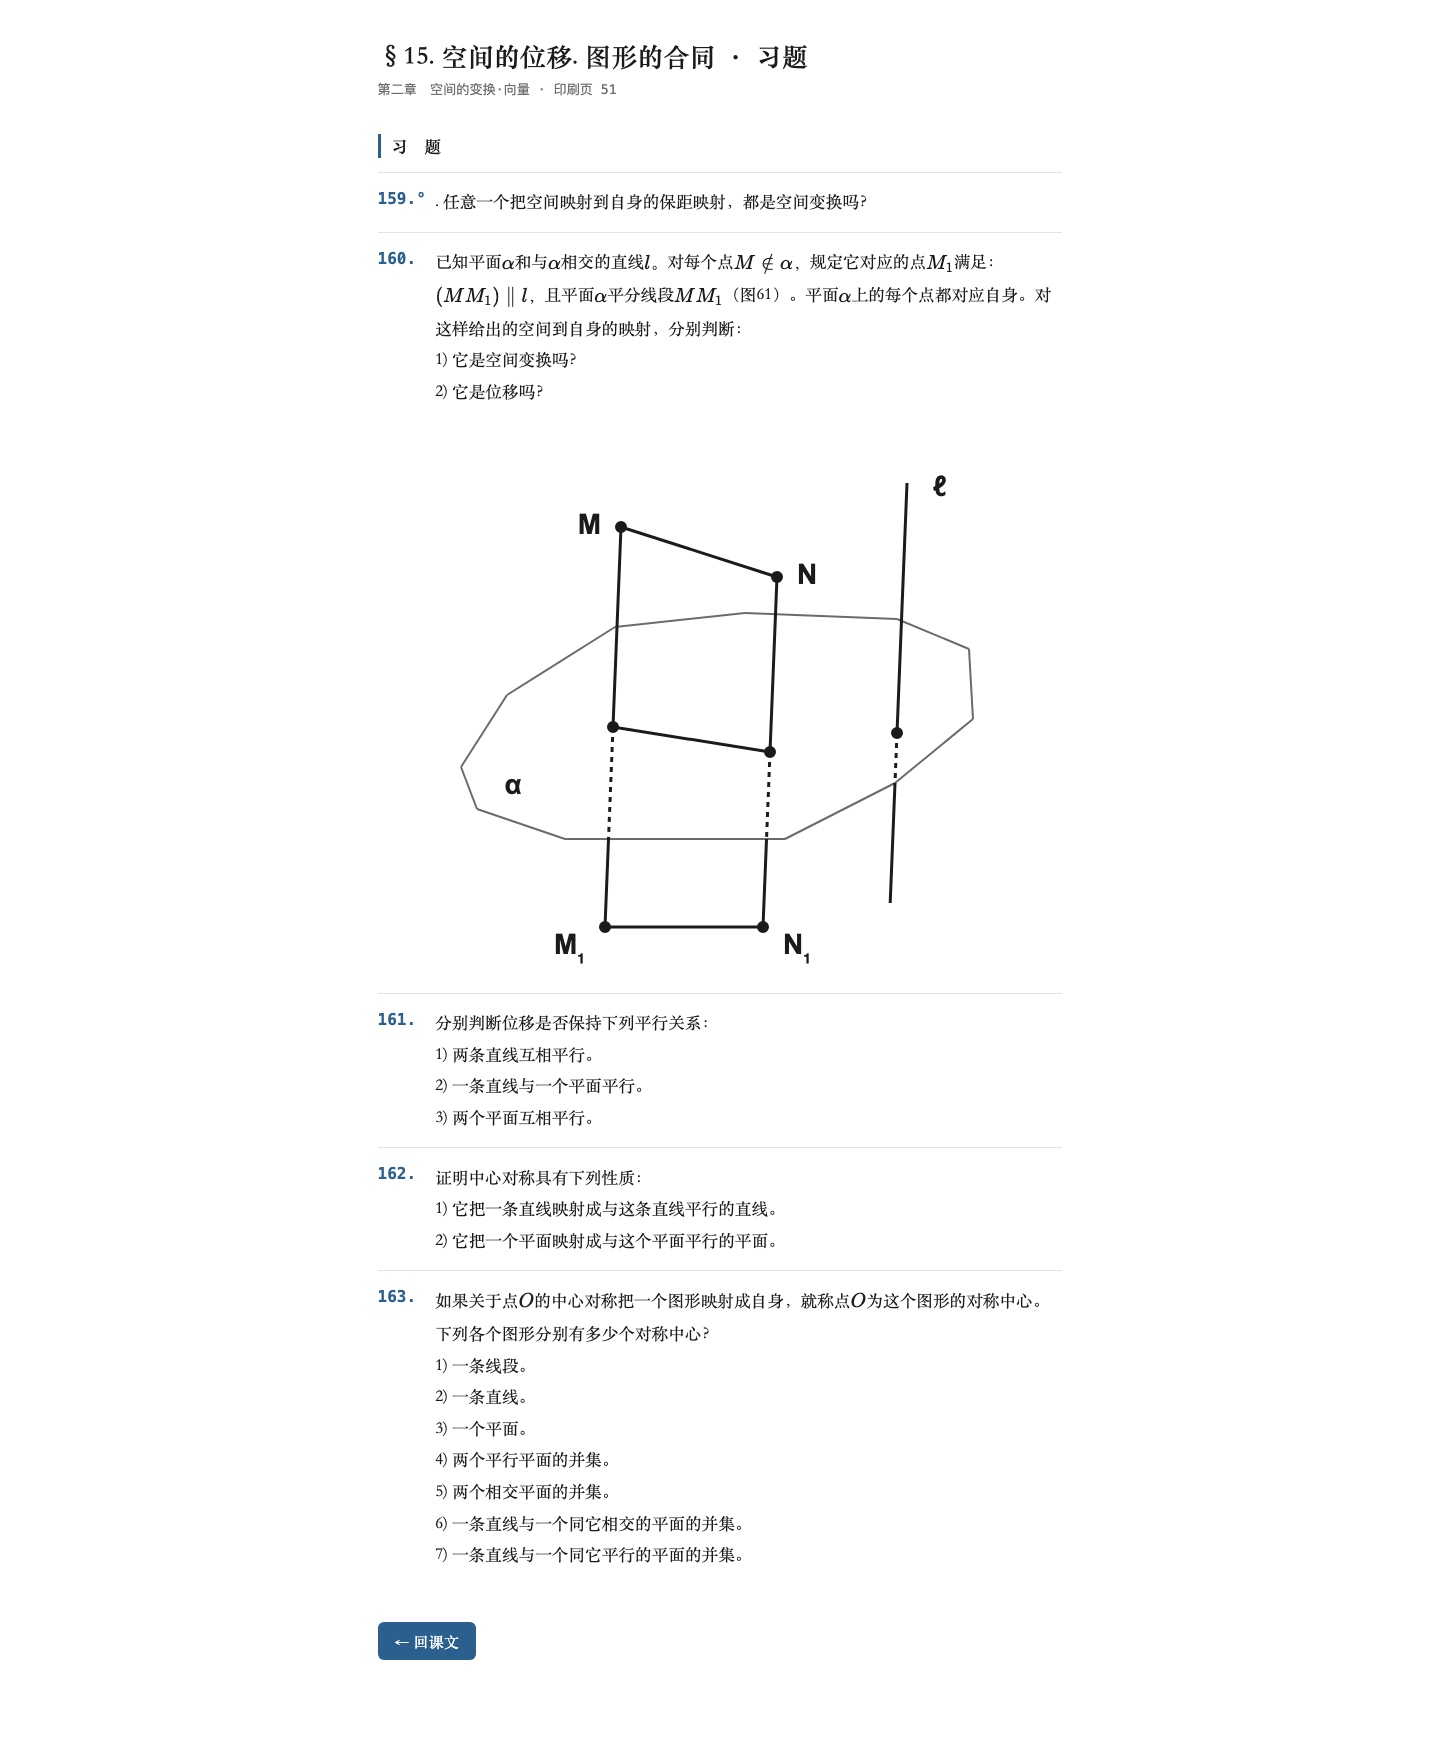 § 15. 空间的位移. 图形的合同 · 习题
第二章 空间的变换·向量 · 印刷页 51
习 题
159.° . 任意一个把空间映射到自身的保距映射，都是空间变换吗?
160. 已知平面α和与α相交的直线l。对每个点M ∉ α，规定它对应的点M₁满足：
(MM₁) ∥ l，且平面α平分线段MM₁（图61）。平面α上的每个点都对应自身。对
这样给出的空间到自身的映射，分别判断：
1) 它是空间变换吗?
2) 它是位移吗?
ℓ
M
N
α
M₁
N₁
161. 分别判断位移是否保持下列平行关系：
1) 两条直线互相平行。
2) 一条直线与一个平面平行。
3) 两个平面互相平行。
162. 证明中心对称具有下列性质：
1) 它把一条直线映射成与这条直线平行的直线。
2) 它把一个平面映射成与这个平面平行的平面。
163. 如果关于点O的中心对称把一个图形映射成自身，就称点O为这个图形的对称中心。
下列各个图形分别有多少个对称中心?
1) 一条线段。
2) 一条直线。
3) 一个平面。
4) 两个平行平面的并集。
5) 两个相交平面的并集。
6) 一条直线与一个同它相交的平面的并集。
7) 一条直线与一个同它平行的平面的并集。
← 回课文